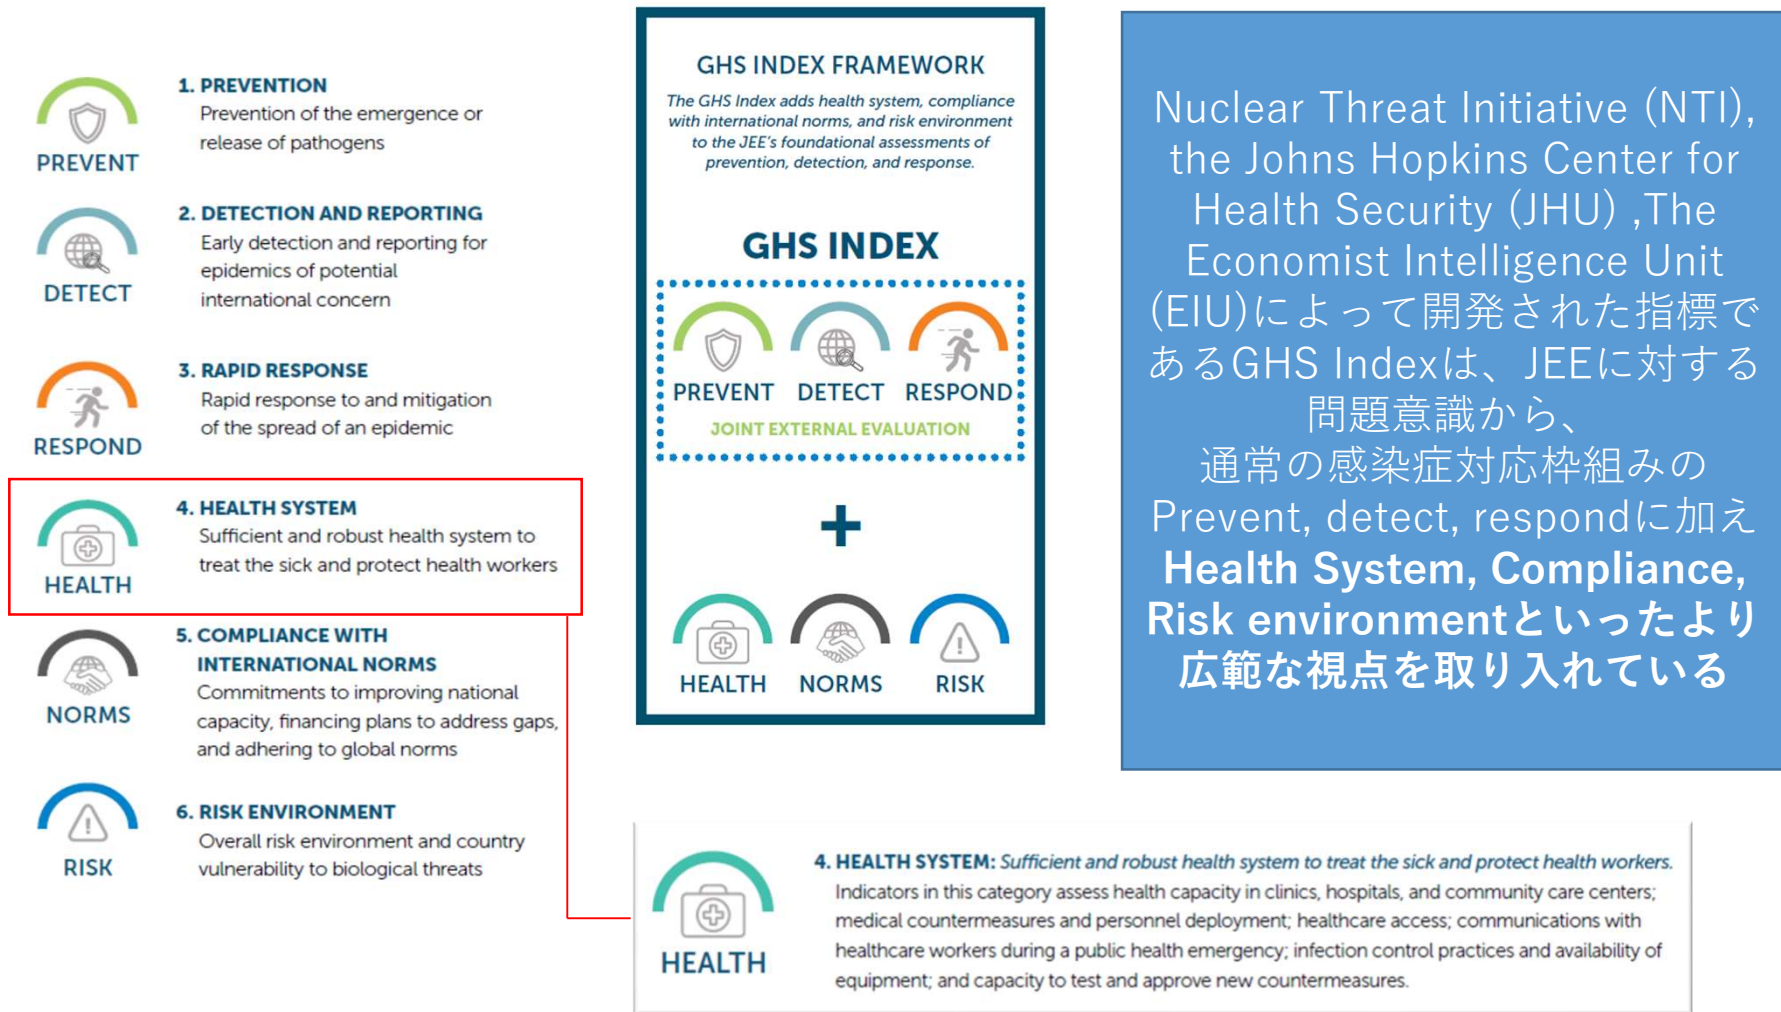 PREVENT
1. PREVENTION
Prevention of the emergence or
release of pathogens
DETECT
2. DETECTION AND REPORTING
Early detection and reporting for
epidemics of potential
international concern
RESPOND
3. RAPID RESPONSE
Rapid response to and mitigation
of the spread of an epidemic
HEALTH
4. HEALTH SYSTEM
Sufficient and robust health system to
treat the sick and protect health workers
NORMS
5. COMPLIANCE WITH
INTERNATIONAL NORMS
Commitments to improving national
capacity, financing plans to address gaps,
and adhering to global norms
RISK
6. RISK ENVIRONMENT
Overall risk environment and country
vulnerability to biological threats
GHS INDEX FRAMEWORK
The GHS Index adds health system, compliance
with international norms, and risk environment
to the JEE's foundational assessments of
prevention, detection, and response.
GHS INDEX
PREVENT DETECT RESPOND
JOINT EXTERNAL EVALUATION
+
HEALTH NORMS RISK
Nuclear Threat Initiative (NTI),
the Johns Hopkins Center for
Health Security (JHU) ,The
Economist Intelligence Unit
(EIU)によって開発された指標で
あるGHS Indexは、JEEに対する
問題意識から、
通常の感染症対応枠組みの
Prevent, detect, respondに加え
Health System, Compliance,
Risk environmentといったより
広範な視点を取り入れている
HEALTH
4. HEALTH SYSTEM: Sufficient and robust health system to treat the sick and protect health workers.
Indicators in this category assess health capacity in clinics, hospitals, and community care centers;
medical countermeasures and personnel deployment; healthcare access; communications with
healthcare workers during a public health emergency; infection control practices and availability of
equipment; and capacity to test and approve new countermeasures.